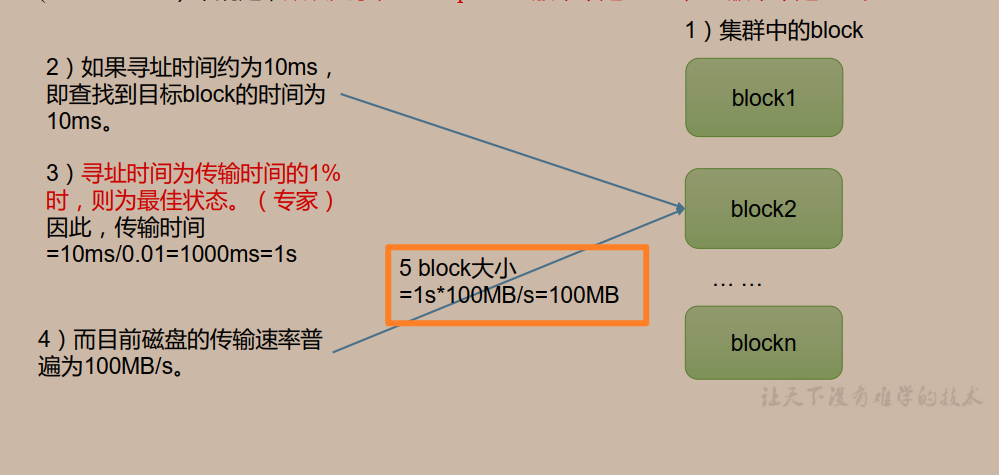 1）集群中的block
2）如果寻址时间约为10ms，
即查找到目标block的时间为
10ms。
block1
3）寻址时间为传输时间的1%
时，则为最佳状态。（专家）
因此，传输时间
=10ms/0.01=1000ms=1s
block2
5 block大小
=1s*100MB/s=100MB
… …
4）而目前磁盘的传输速率普
遍为100MB/s。
blockn
让天下没有难学的技术